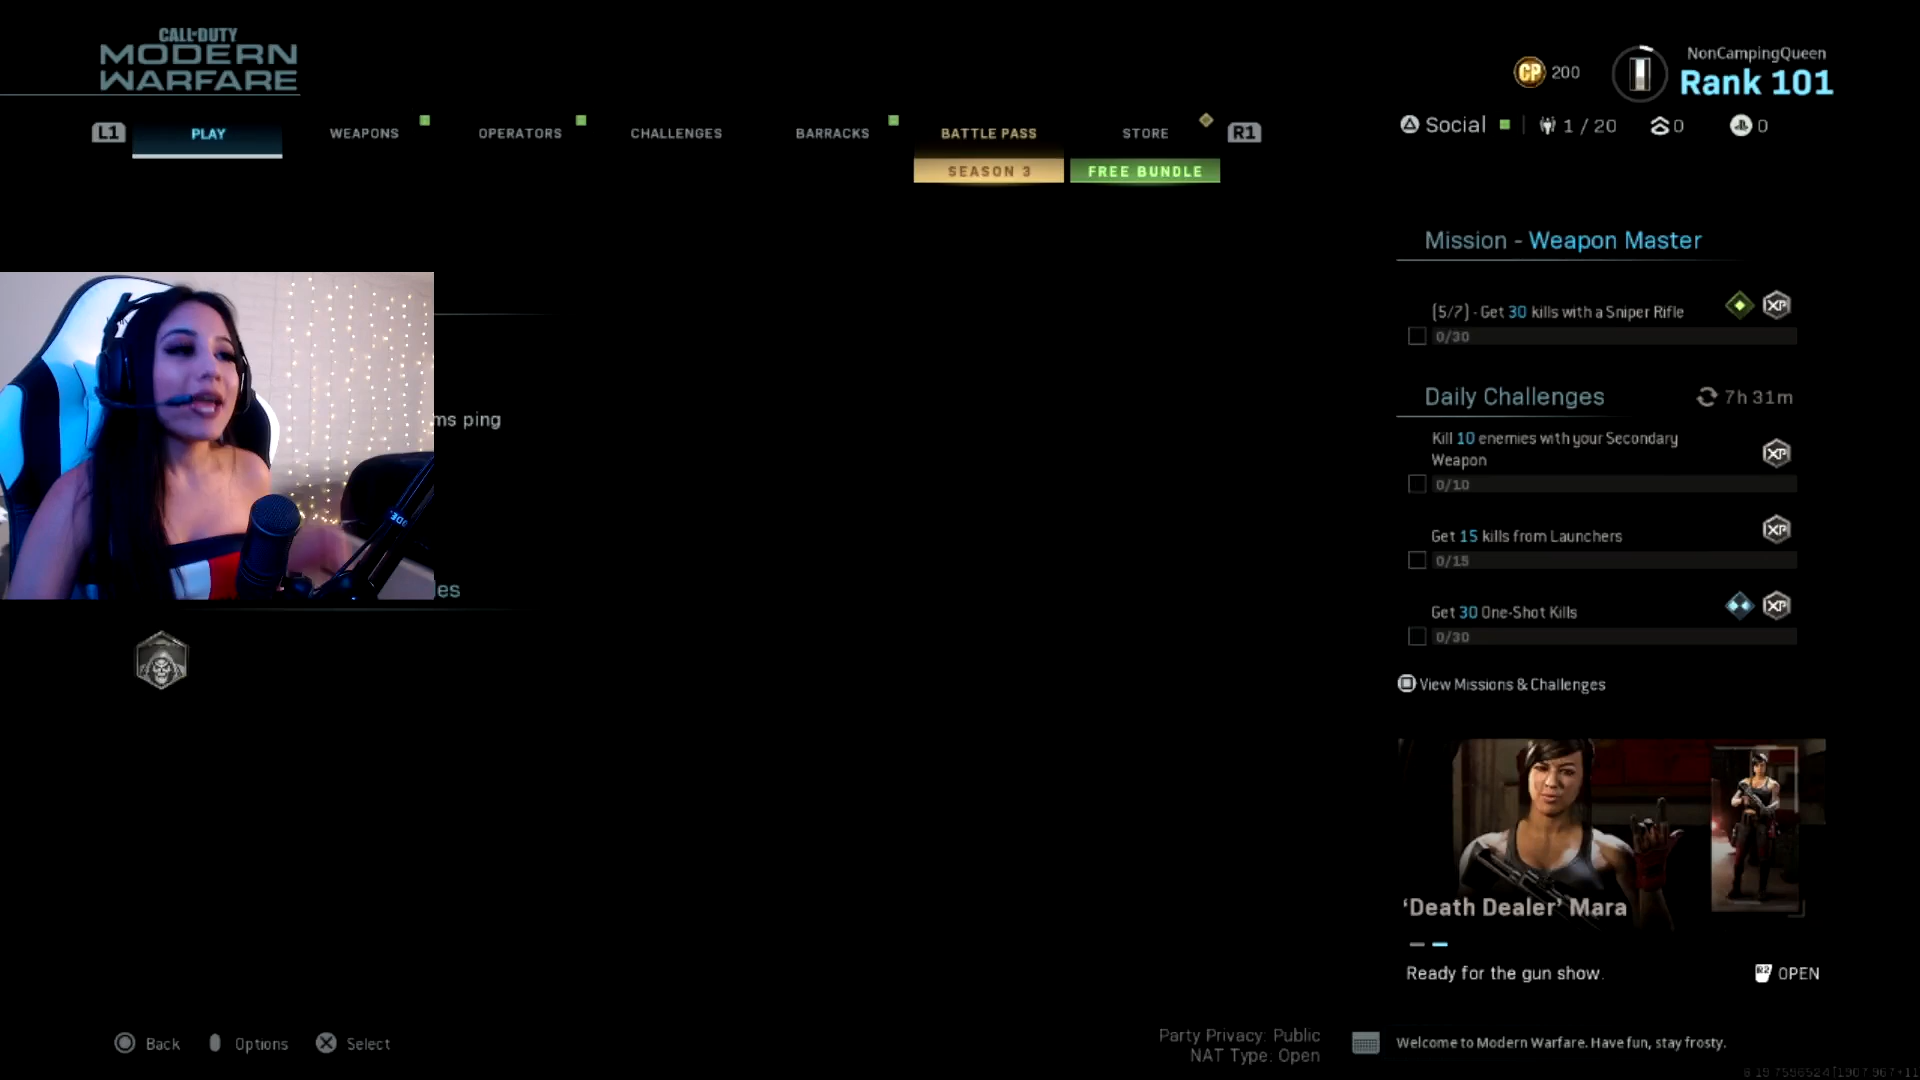 CALL OF DUTY
MODERN
WARFARE
CP 200
NonCampingQueen
Rank 101
L1
PLAY
WEAPONS
OPERATORS
CHALLENGES
BARRACKS
BATTLE PASS
STORE
R1
SEASON 3
FREE BUNDLE
Social
1 / 20
0
0
Mission - Weapon Master
(5/7) - Get 30 kills with a Sniper Rifle
XP
0/30
Daily Challenges
7h 31m
Kill 10 enemies with your Secondary
Weapon
XP
0/10
Get 15 kills from Launchers
XP
0/15
Get 30 One-Shot Kills
XP
0/30
View Missions & Challenges
ms ping
es
'Death Dealer' Mara
Ready for the gun show.
R2 OPEN
Back
Options
Select
Party Privacy: Public
NAT Type: Open
Welcome to Modern Warfare. Have fun, stay frosty.